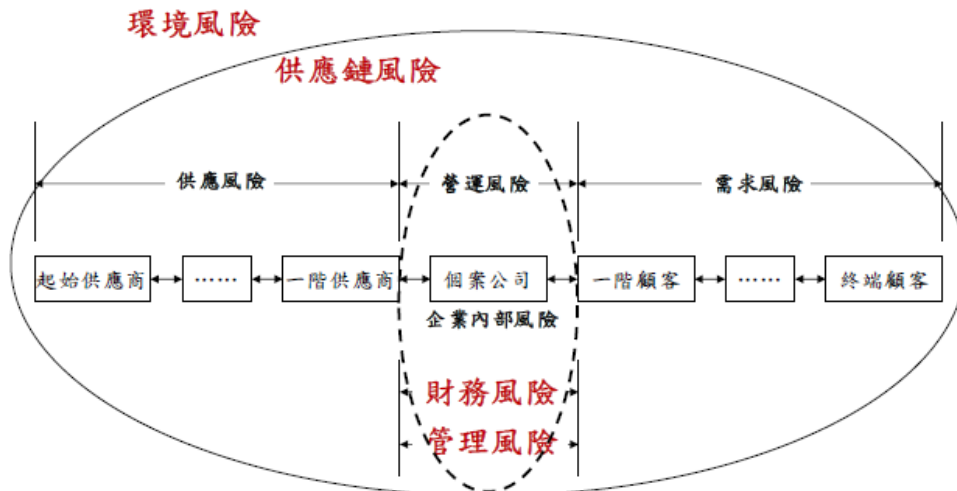 環境風險
供應鏈風險
供應風險 營運風險 需求風險
起始供應商 …… 一階供應商 個案公司 一階顧客 …… 終端顧客
企業內部風險
財務風險
管理風險